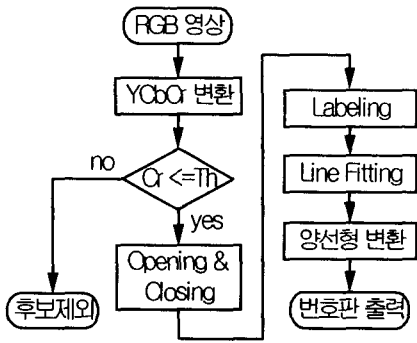 RGB 영상
YCbCr 변환
Cr <=Th
no
yes
Opening &
Closing
후보제외
Labeling
Line Fitting
양선형 변환
번호판 출력